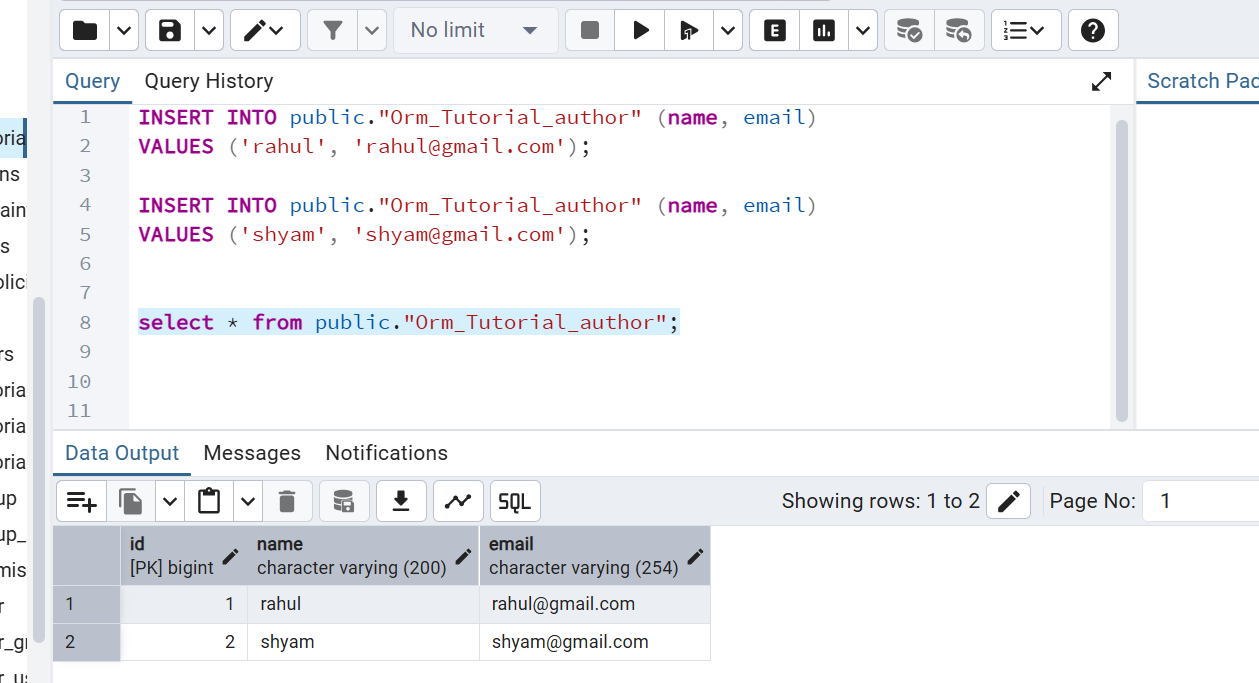 No limit
E
Query Query History
Scratch Pad
1 INSERT INTO public."Orm_Tutorial_author" (name, email)
2 VALUES ('rahul', 'rahul@gmail.com');
3
4 INSERT INTO public."Orm_Tutorial_author" (name, email)
5 VALUES ('shyam', 'shyam@gmail.com');
6
7
8 select * from public."Orm_Tutorial_author";
9
10
11
Data Output Messages Notifications
SQL Showing rows: 1 to 2 Page No: 1
id name email
[PK] bigint character varying (200) character varying (254)
1 1 rahul rahul@gmail.com
2 2 shyam shyam@gmail.com